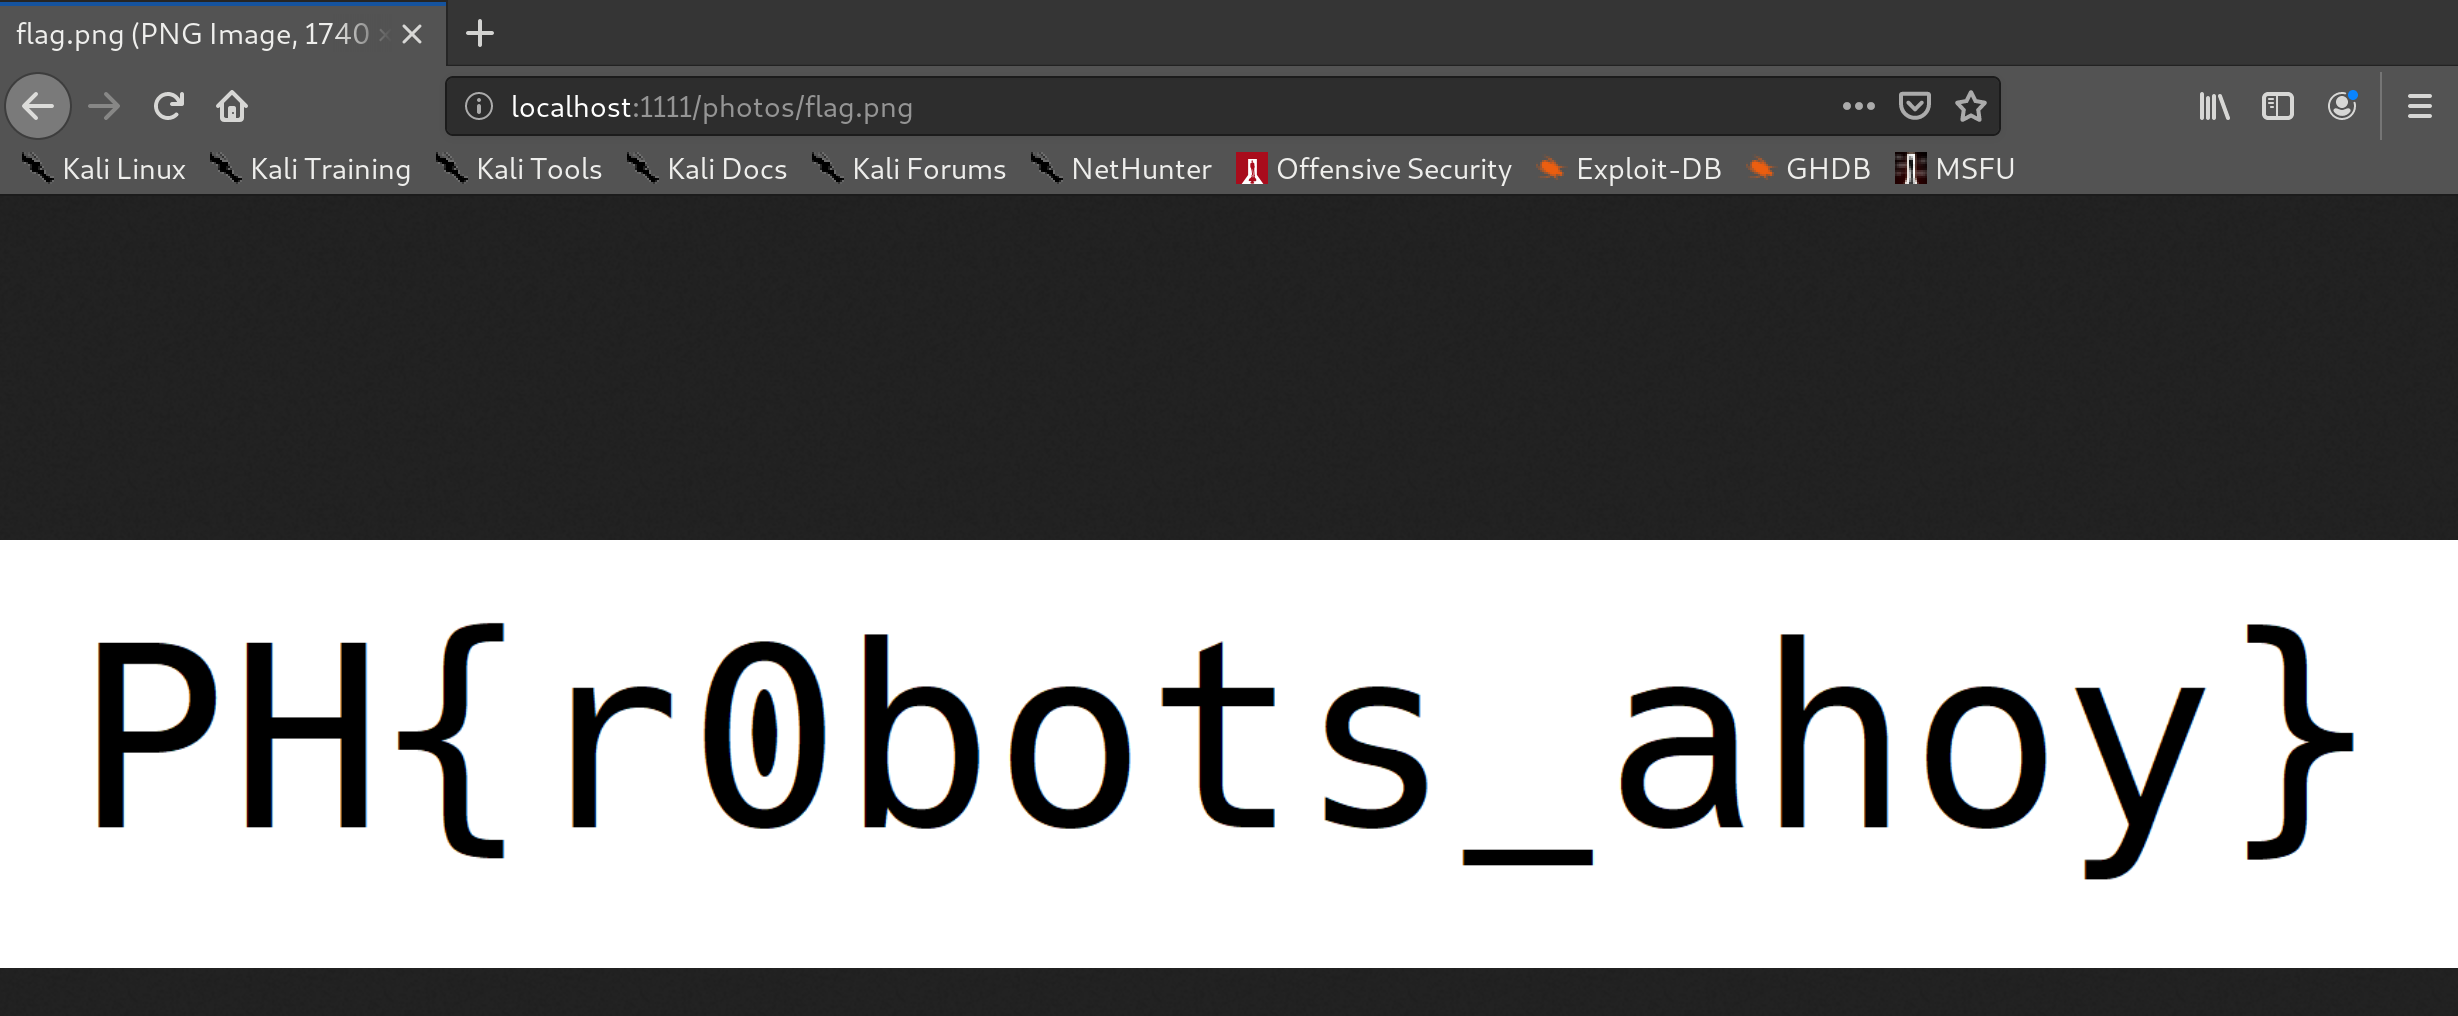 flag.png (PNG Image, 1740 ×
localhost:1111/photos/flag.png
Kali Linux Kali Training Kali Tools Kali Docs Kali Forums NetHunter Offensive Security Exploit-DB GHDB MSFU
PH{r0bots_ahoy}